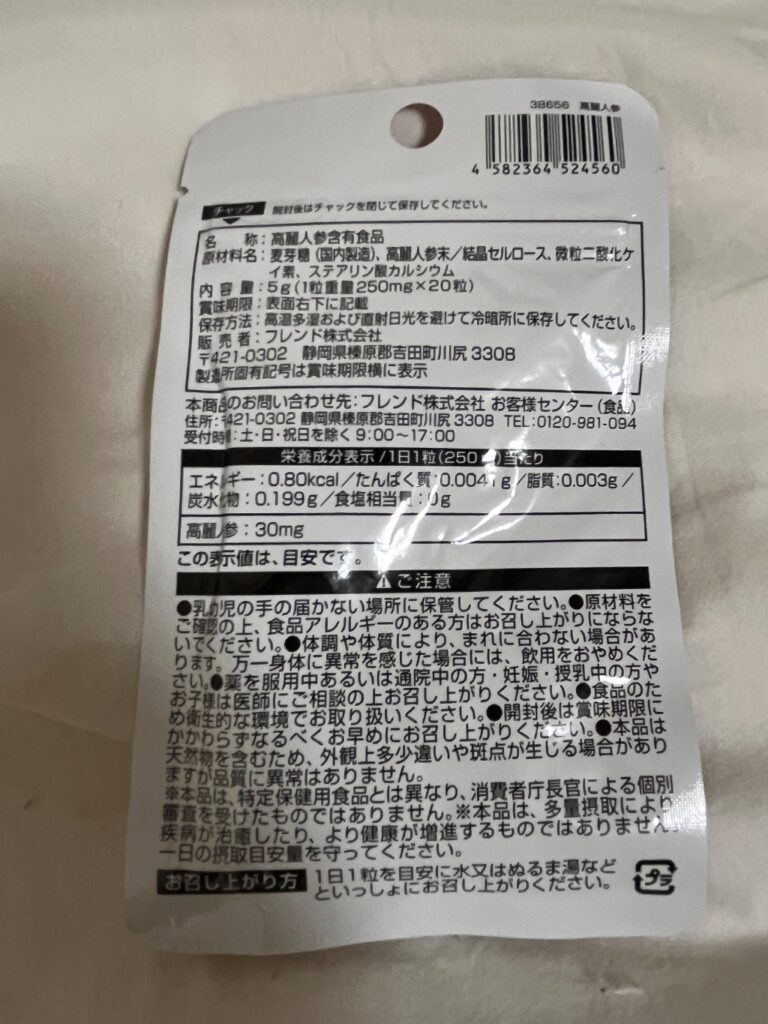 38656 高麗人参
4 582364 524560
チャック 開封後はチャックを閉じて保存してください。
名 称：高麗人参含有食品
原材料名：麦芽糖（国内製造）、高麗人参末／結晶セルロース、微粒二酸化ケ
イ素、ステアリン酸カルシウム
内 容 量：5g（1粒重量250mg×20粒）
賞味期限：表面右下に記載
保存方法：高温多湿および直射日光を避けて冷暗所に保存してください。
販 売 者：フレンド株式会社
〒421-0302 静岡県榛原郡吉田町川尻3308
製造所固有記号は賞味期限横に表示
本商品のお問い合わせ先：フレンド株式会社 お客様センター（食品）
住所：〒421-0302 静岡県榛原郡吉田町川尻3308 TEL：0120-981-094
受付時間：土・日・祝日を除く9：00～17：00
栄養成分表示／1日1粒（250 ）当たり
エネルギー：0.80kcal／たんぱく質：0.0041g／脂質：0.003g／
炭水化物：0.199g／食塩相当量：0g
高麗人参：30mg
この表示値は、目安です。
ご注意
●乳幼児の手の届かない場所に保管してください。●原材料を
ご確認の上、食品アレルギーのある方はお召し上がりにならな
いでください。●体調や体質により、まれに合わない場合があ
ります。万一身体に異常を感じた場合には、飲用をおやめくだ
さい。●薬を服用中あるいは通院中の方・妊娠・授乳中の方や
お子様は医師にご相談の上お召し上がりください。●食品のた
め衛生的な環境でお取り扱いください。●開封後は賞味期限に
かかわらずなるべくお早めにお召し上がりください。●本品は
天然物を含むため、外観上多少違いや斑点が生じる場合があり
ますが品質に異常はありません。
※本品は、特定保健用食品とは異なり、消費者庁長官による個別
審査を受けたものではありません。※本品は、多量摂取により
疾病が治癒したり、より健康が増進するものではありません。
一日の摂取目安量を守ってください。
お召し上がり方 1日1粒を目安に水又はぬるま湯など
といっしょにお召し上がりください。
プラ